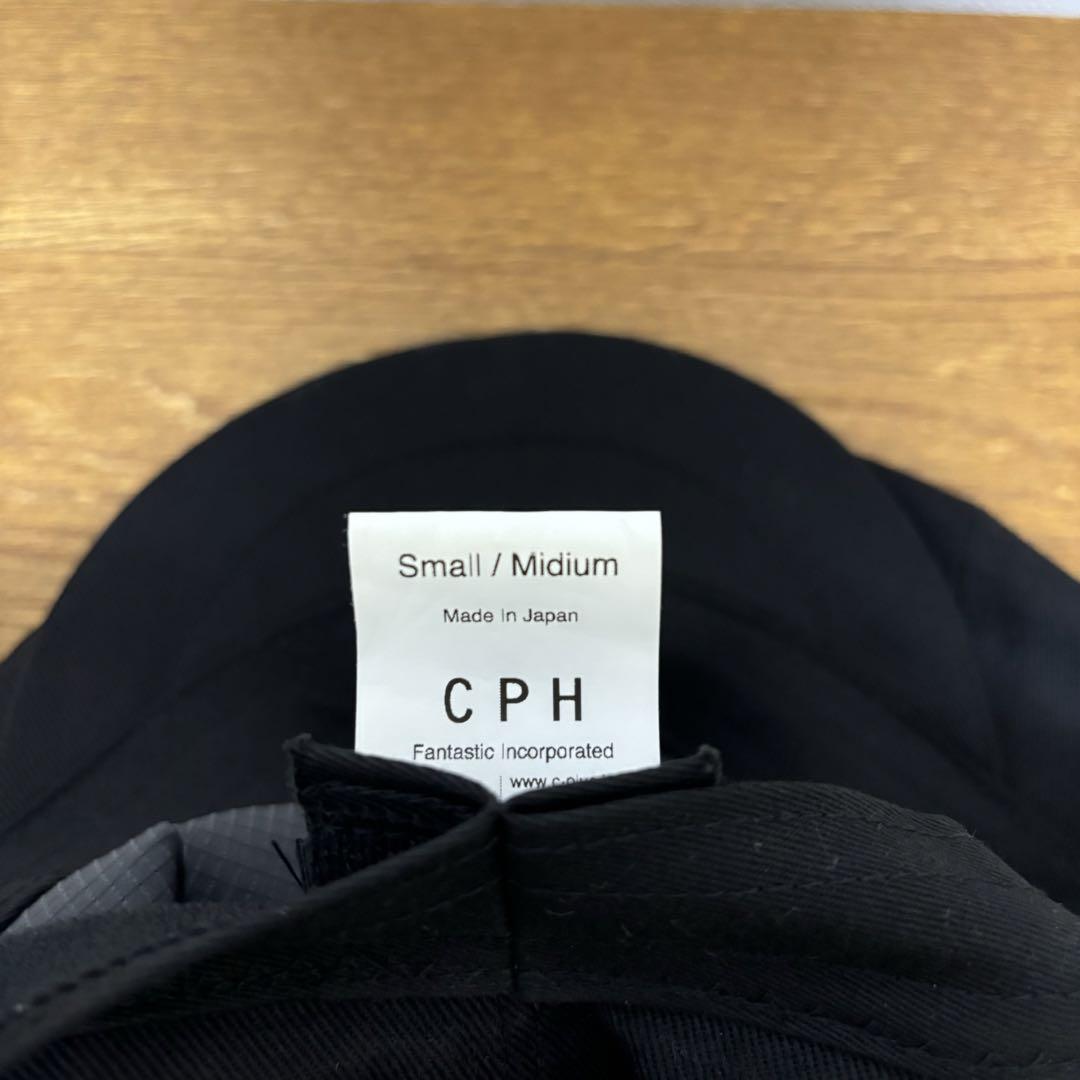 Small / Midium
Made In Japan
C P H
Fantastic Incorporated